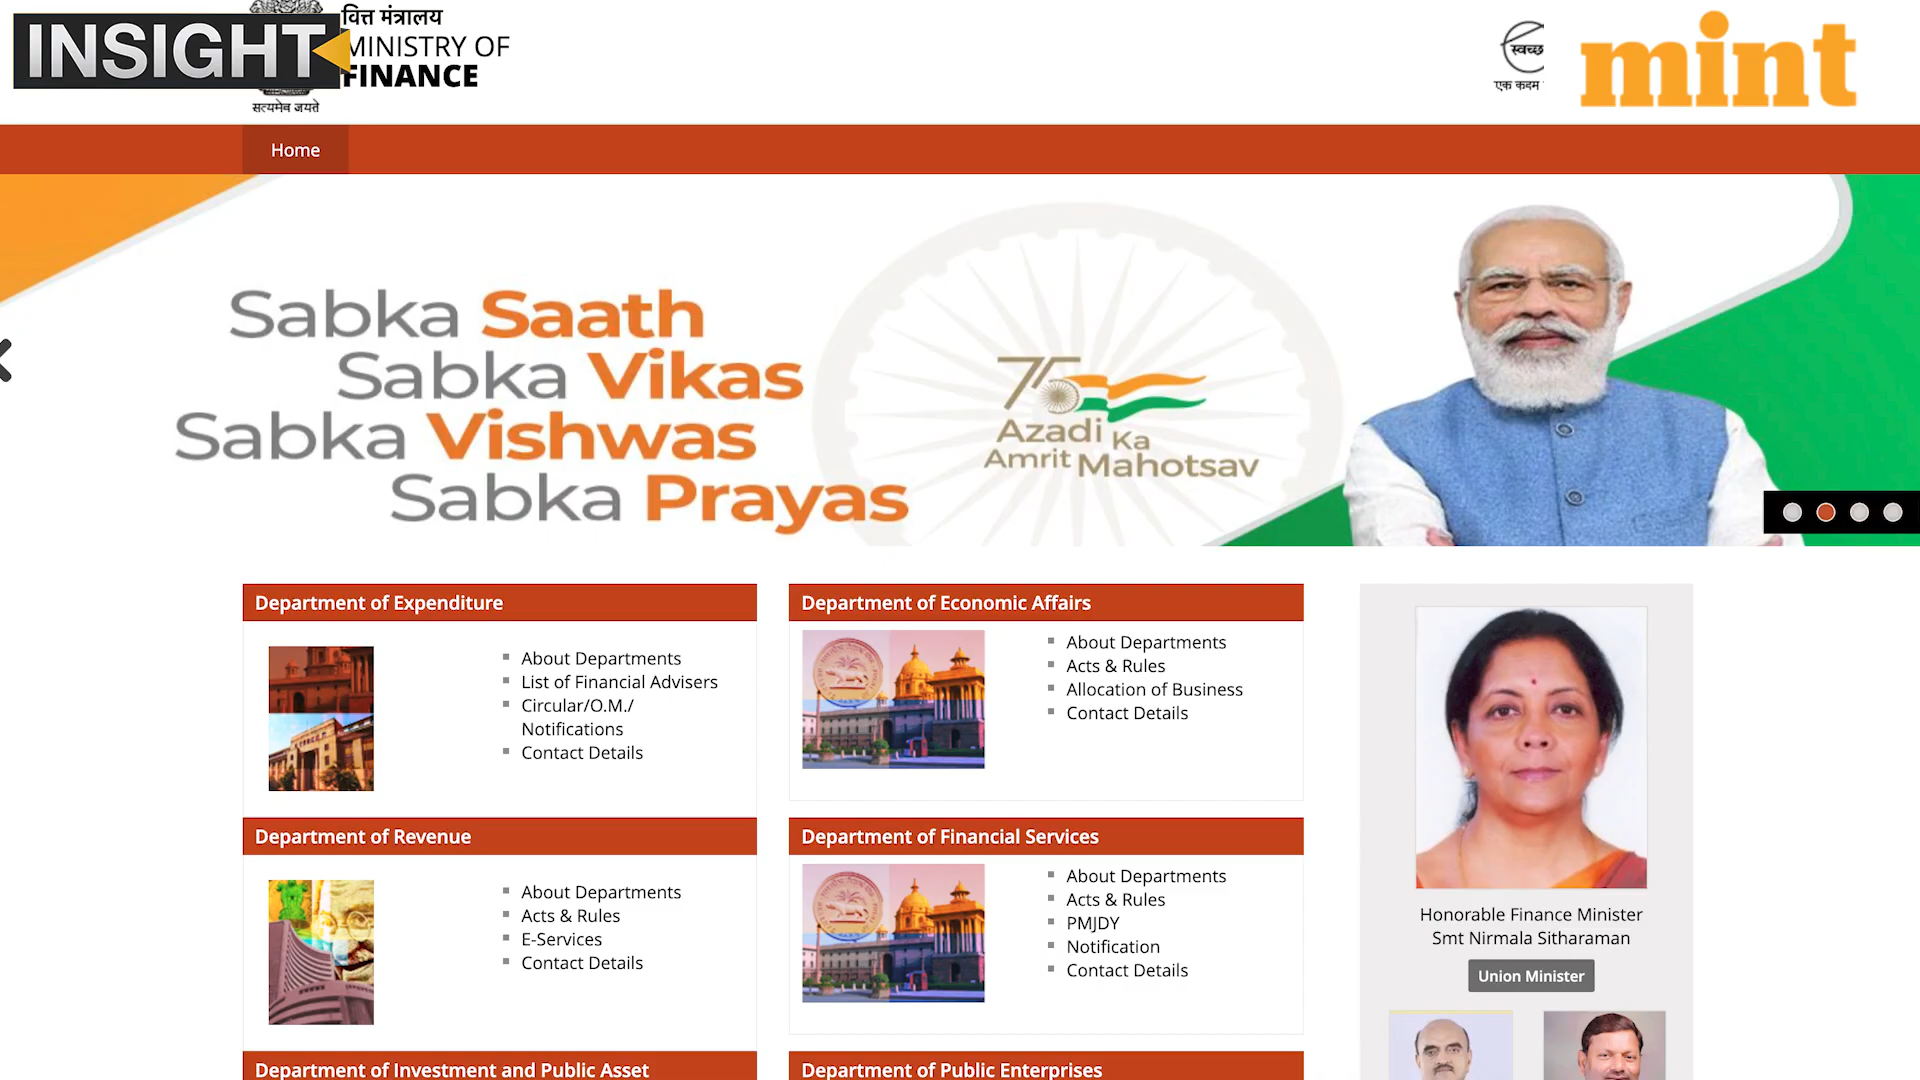 INSIGHT
वित्त मंत्रालय
MINISTRY OF
FINANCE
सत्यमेव जयते
स्वच्छ
एक कदम
mint
Home
Sabka Saath
Sabka Vikas
Sabka Vishwas
Sabka Prayas
75
Azadi Ka
Amrit Mahotsav
Department of Expenditure
About Departments
List of Financial Advisers
Circular/O.M./
Notifications
Contact Details
Department of Economic Affairs
About Departments
Acts & Rules
Allocation of Business
Contact Details
Department of Revenue
About Departments
Acts & Rules
E-Services
Contact Details
Department of Financial Services
About Departments
Acts & Rules
PMJDY
Notification
Contact Details
Honorable Finance Minister
Smt Nirmala Sitharaman
Union Minister
Department of Investment and Public Asset
Department of Public Enterprises